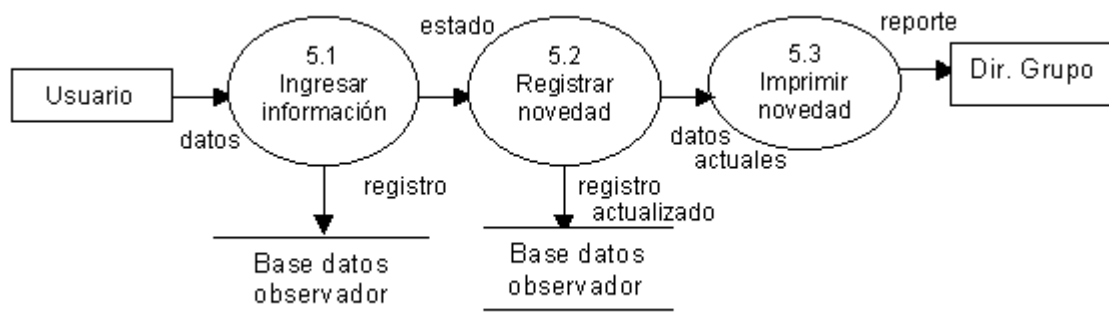 Usuario
datos
5.1
Ingresar
información
registro
Base datos
observador
estado
5.2
Registrar
novedad
registro
actualizado
Base datos
observador
datos
actuales
5.3
Imprimir
novedad
reporte
Dir. Grupo